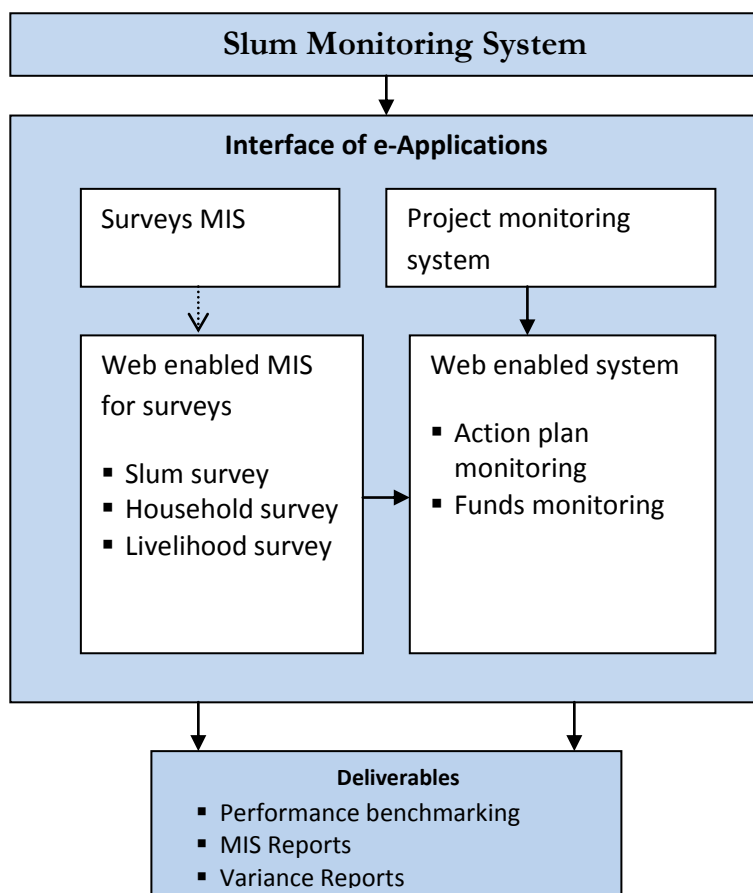 Slum Monitoring System
Interface of e-Applications
Surveys MIS
Project monitoring
system
Web enabled MIS
for surveys
▪ Slum survey
▪ Household survey
▪ Livelihood survey
Web enabled system
▪ Action plan
monitoring
▪ Funds monitoring
Deliverables
▪ Performance benchmarking
▪ MIS Reports
▪ Variance Reports